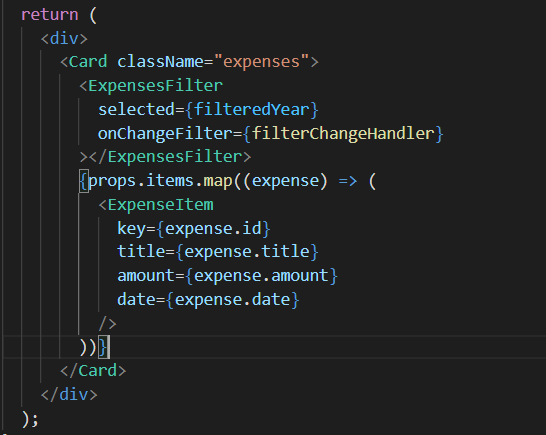 return (
<div>
<Card className="expenses">
<ExpensesFilter
selected={filteredYear}
onChangeFilter={filterChangeHandler}
></ExpensesFilter>
{props.items.map((expense) => (
<ExpenseItem
key={expense.id}
title={expense.title}
amount={expense.amount}
date={expense.date}
/>
))}
</Card>
</div>
);